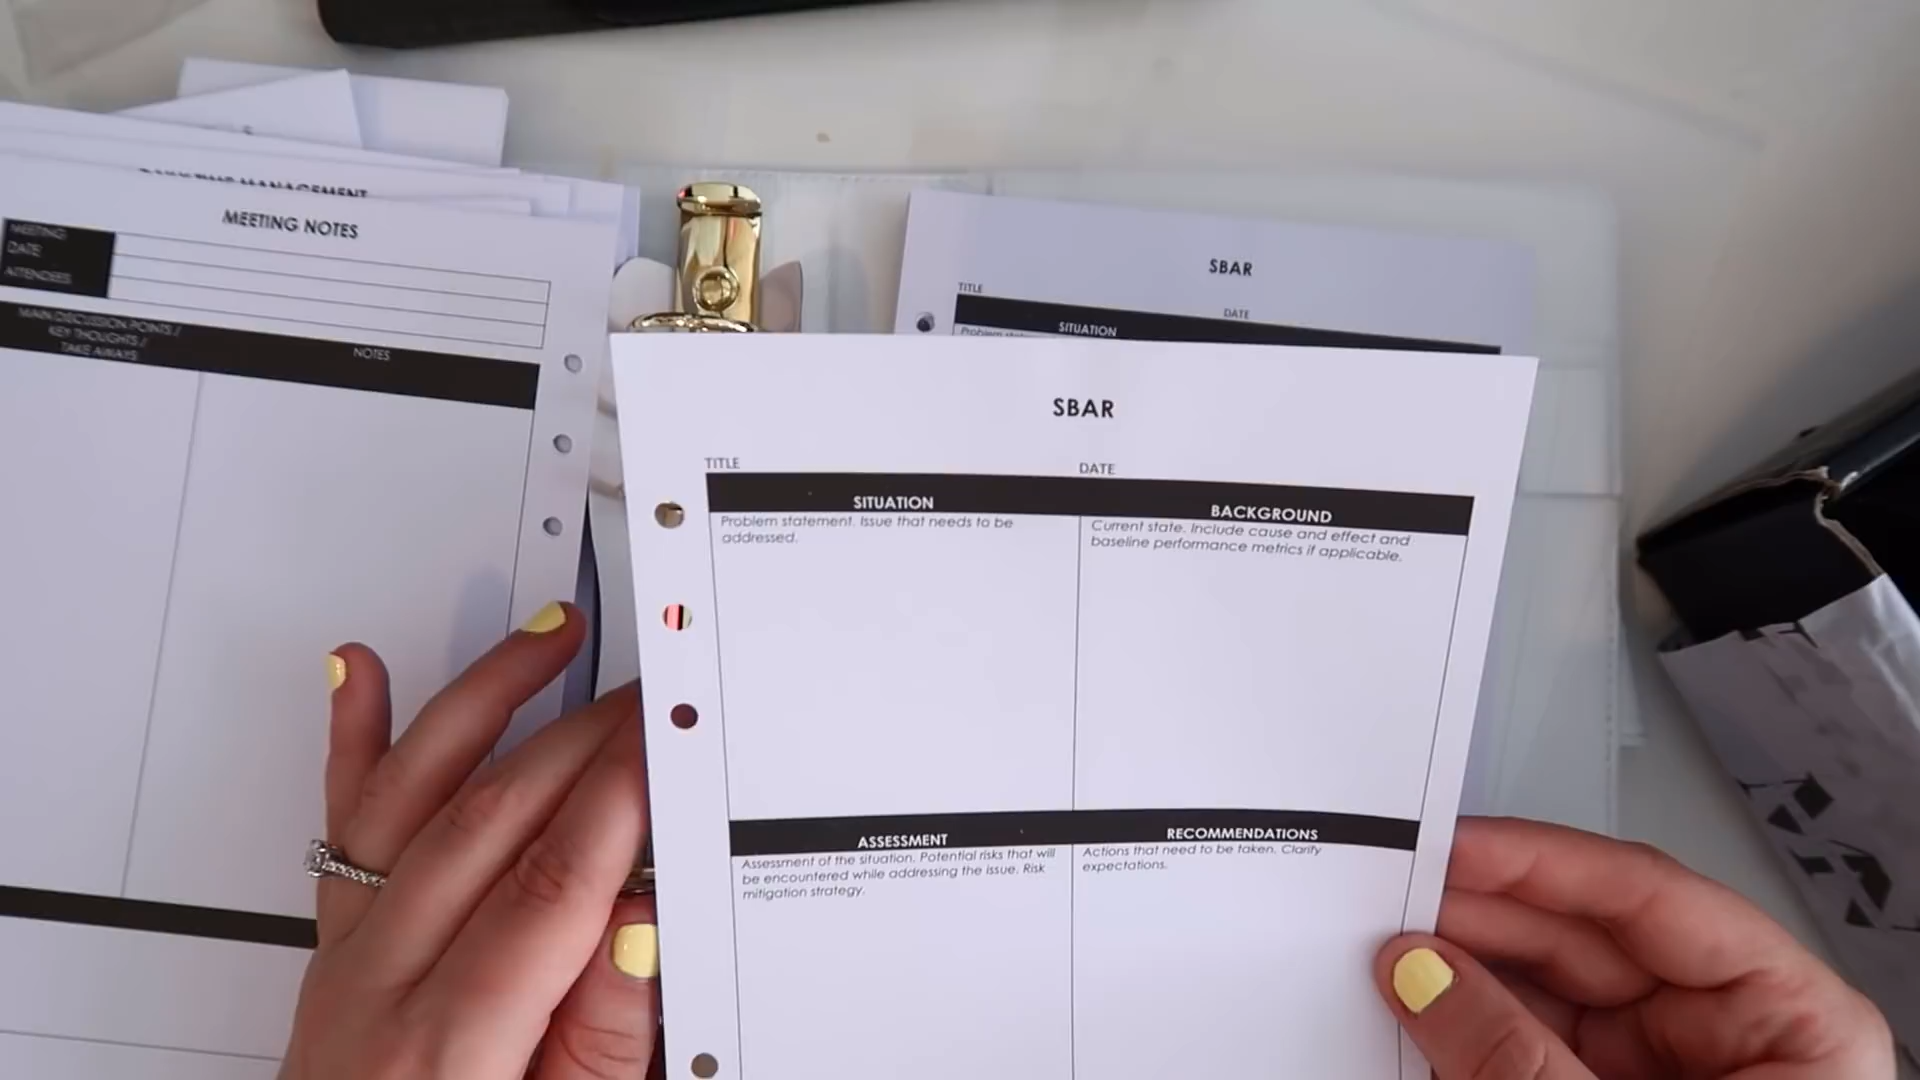 MANAGEMENT
MEETING NOTES
MEETING:
DATE:
ATTENDEES:
MAIN DISCUSSION POINTS /
KEY THOUGHTS /
TAKE AWAYS
NOTES
SBAR
TITLE
DATE
SITUATION
Problem
SBAR
TITLE
DATE
SITUATION
Problem statement. Issue that needs to be
addressed.
BACKGROUND
Current state. Include cause and effect and
baseline performance metrics if applicable.
ASSESSMENT
Assessment of the situation. Potential risks that will
be encountered while addressing the issue. Risk
mitigation strategy.
RECOMMENDATIONS
Actions that need to be taken. Clarify
expectations.